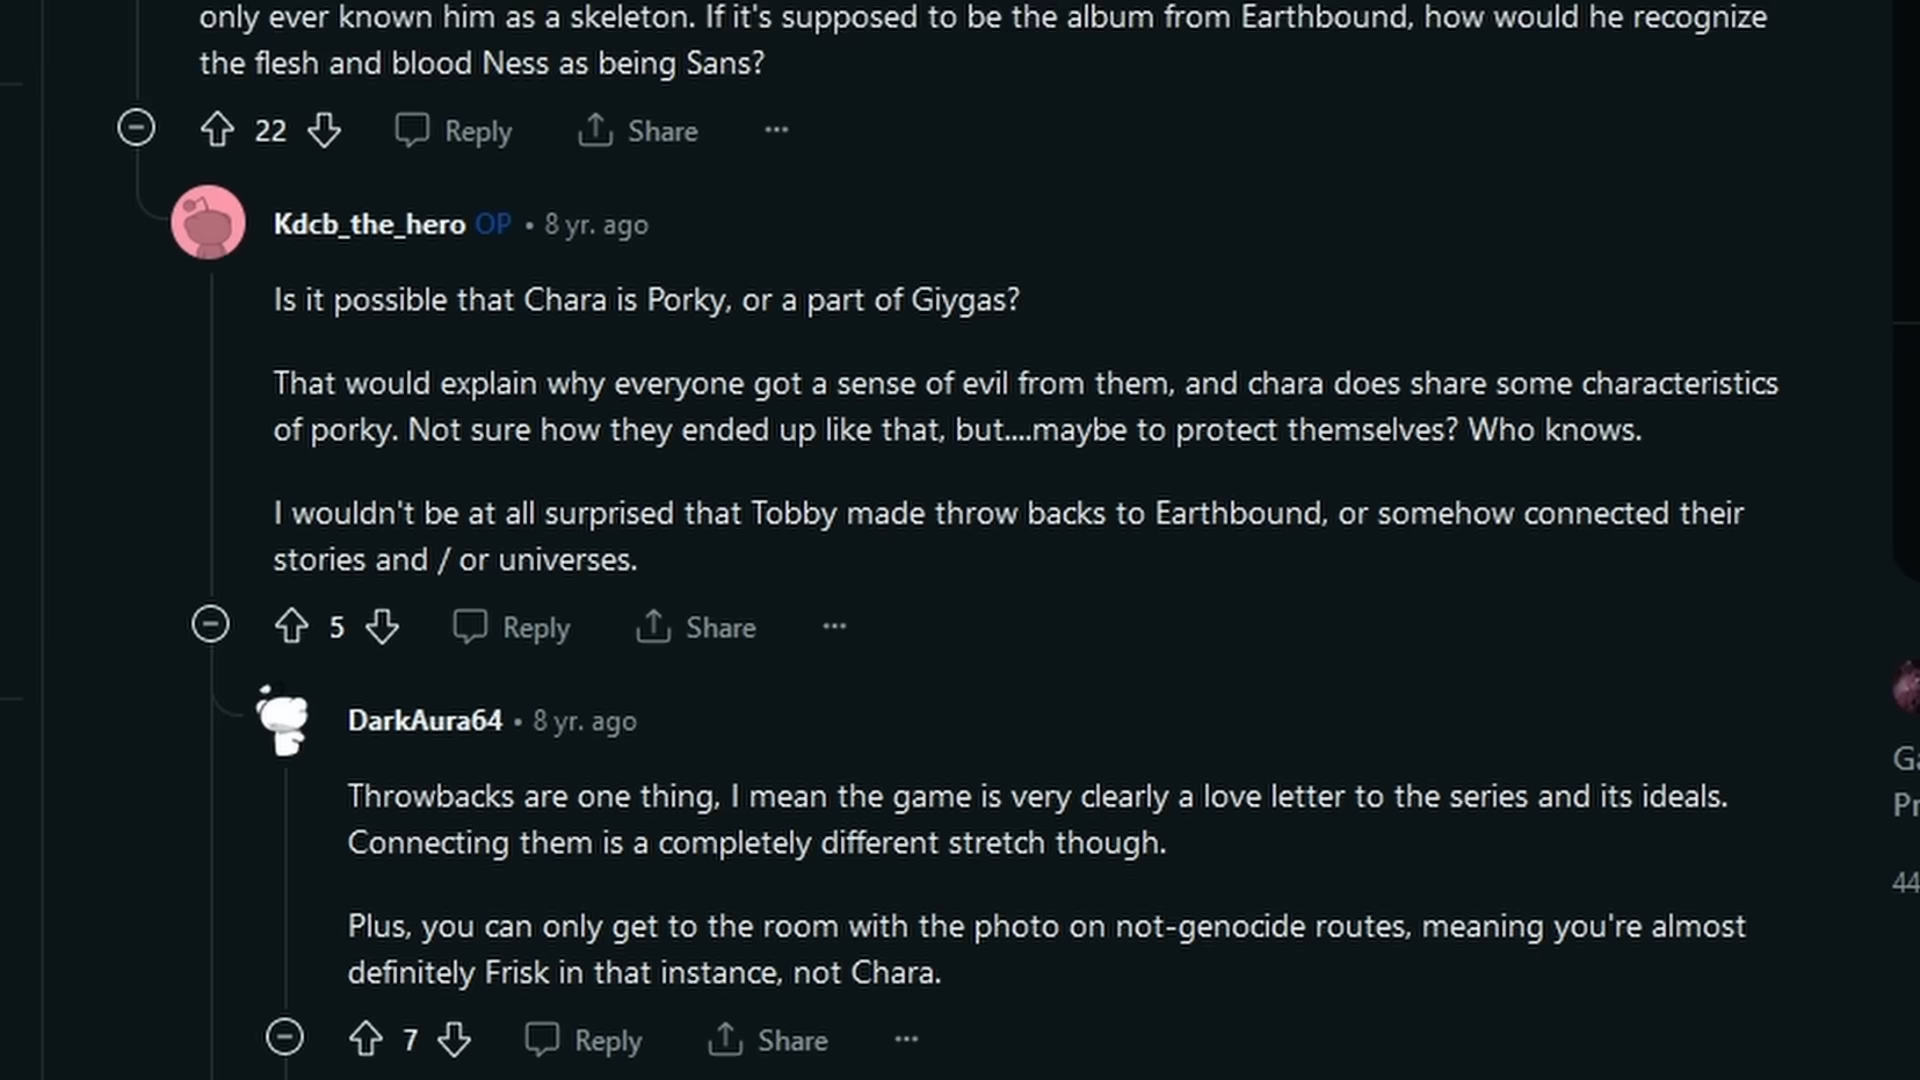 only ever known him as a skeleton. If it's supposed to be the album from Earthbound, how would he recognize
the flesh and blood Ness as being Sans?
22 Reply Share ...
Kdcb_the_hero OP • 8 yr. ago
Is it possible that Chara is Porky, or a part of Giygas?
That would explain why everyone got a sense of evil from them, and chara does share some characteristics
of porky. Not sure how they ended up like that, but....maybe to protect themselves? Who knows.
I wouldn't be at all surprised that Tobby made throw backs to Earthbound, or somehow connected their
stories and / or universes.
5 Reply Share ...
DarkAura64 • 8 yr. ago
Throwbacks are one thing, I mean the game is very clearly a love letter to the series and its ideals.
Connecting them is a completely different stretch though.
Plus, you can only get to the room with the photo on not-genocide routes, meaning you're almost
definitely Frisk in that instance, not Chara.
7 Reply Share ...
Ga
Pr
44